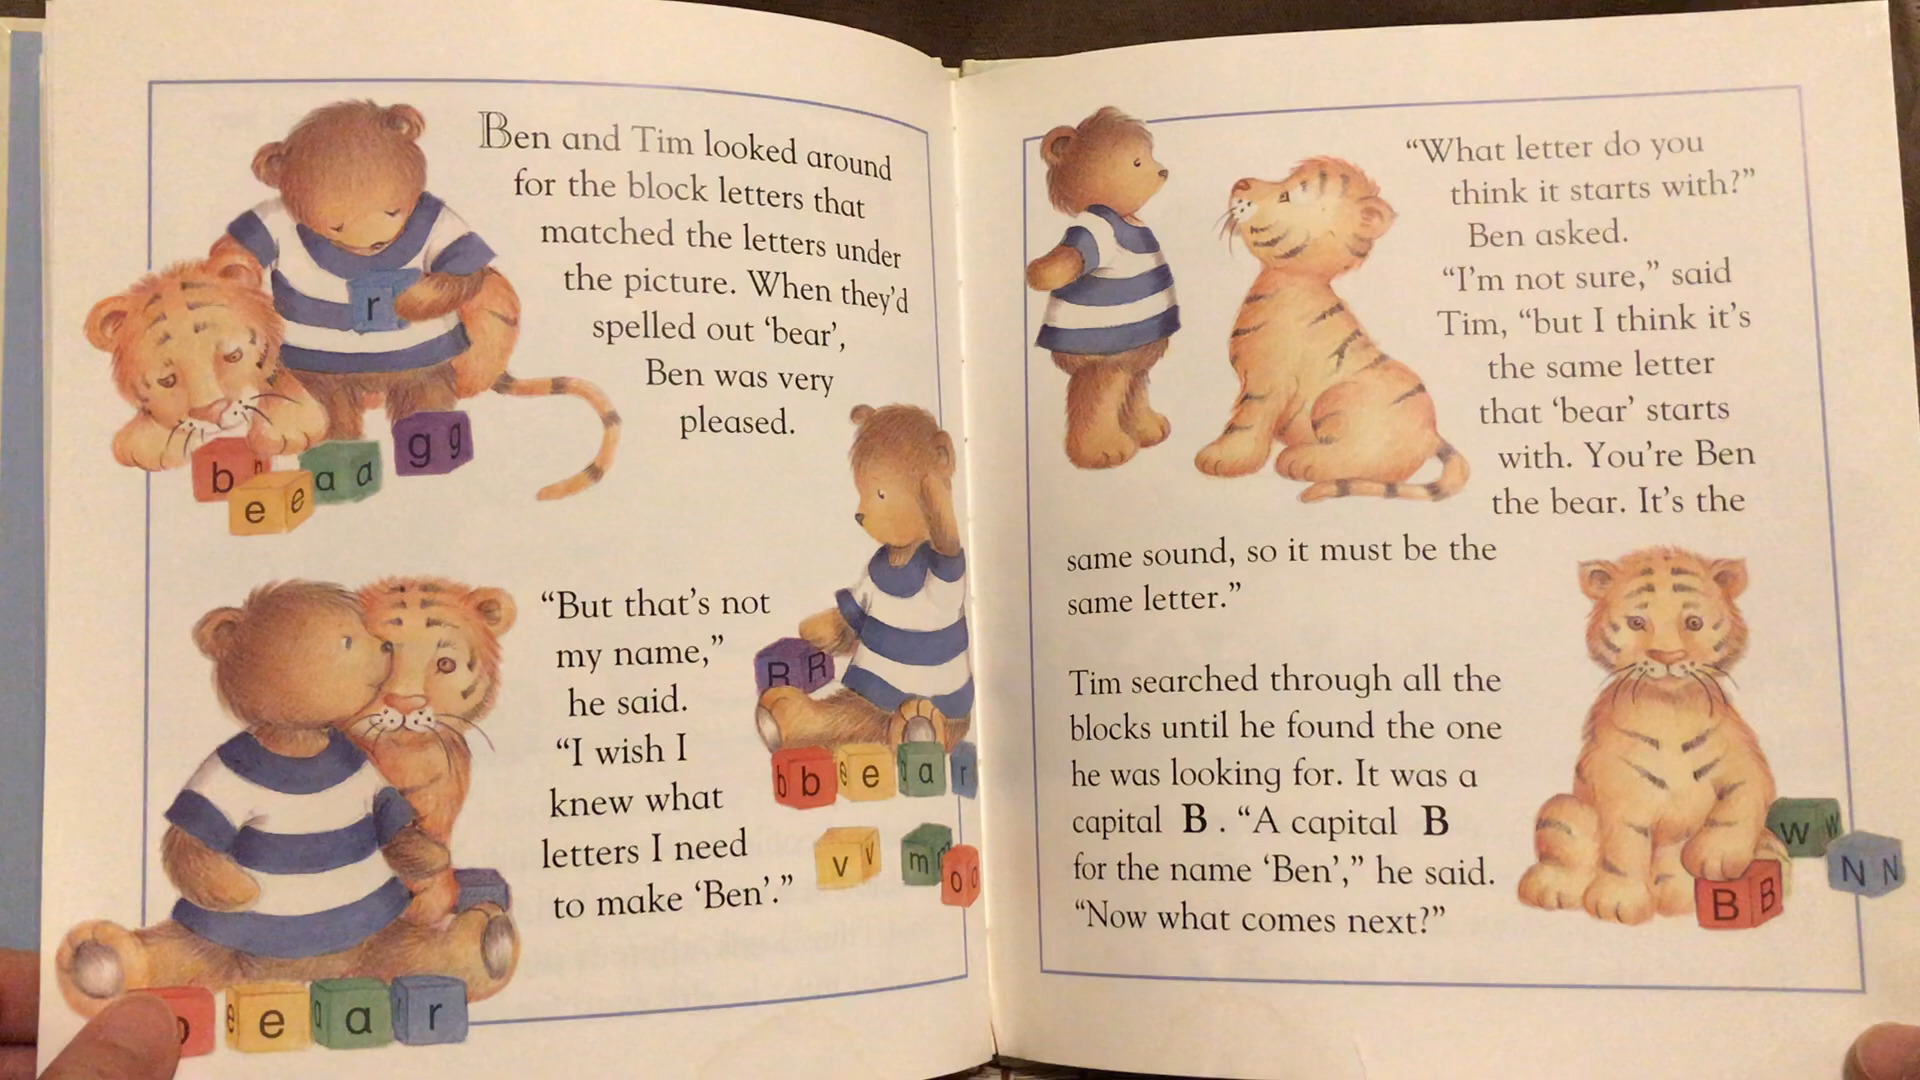 Ben and Tim looked around
for the block letters that
matched the letters under
the picture. When they'd
spelled out 'bear',
Ben was very
pleased.
r
b n
e e
a a
g g
"But that's not
my name,"
he said.
"I wish I
knew what
letters I need
to make 'Ben'."
R R
b b e e a r
v v m o o
e e a a r
"What letter do you
think it starts with?"
Ben asked.
"I'm not sure," said
Tim, "but I think it's
the same letter
that 'bear' starts
with. You're Ben
the bear. It's the
same sound, so it must be the
same letter."
Tim searched through all the
blocks until he found the one
he was looking for. It was a
capital B. "A capital B
for the name 'Ben'," he said.
"Now what comes next?"
w w
N N
B B